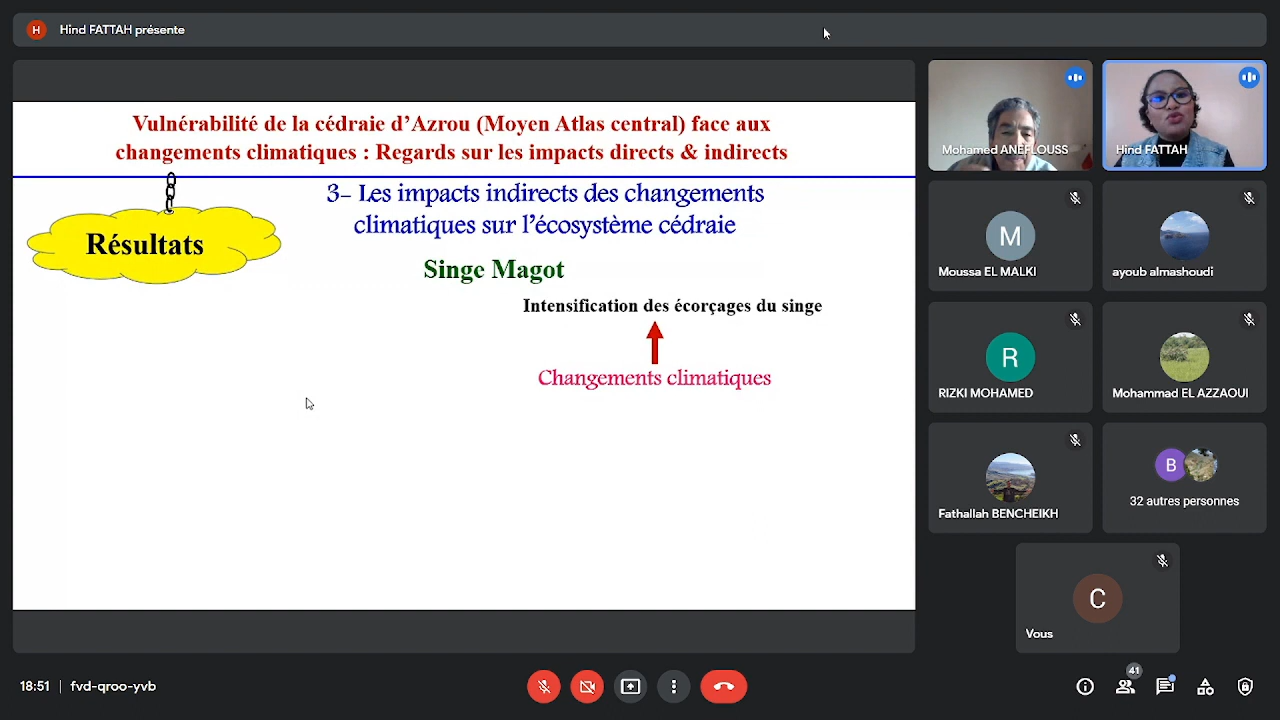 H
Hind FATTAH présente
Vulnérabilité de la cédraie d'Azrou (Moyen Atlas central) face aux
changements climatiques : Regards sur les impacts directs & indirects
Résultats
3- Les impacts indirects des changements
climatiques sur l'écosystème cédraie
Singe Magot
Intensification des écorçages du singe
Changements climatiques
Mohamed ANEFLOUSS
Hind FATTAH
M
Moussa EL MALKI
ayoub almashoudi
R
RIZKI MOHAMED
Mohammad EL AZZAOUI
Fathallah BENCHEIKH
B
32 autres personnes
C
Vous
18:51 | fvd-qroo-yvb
41